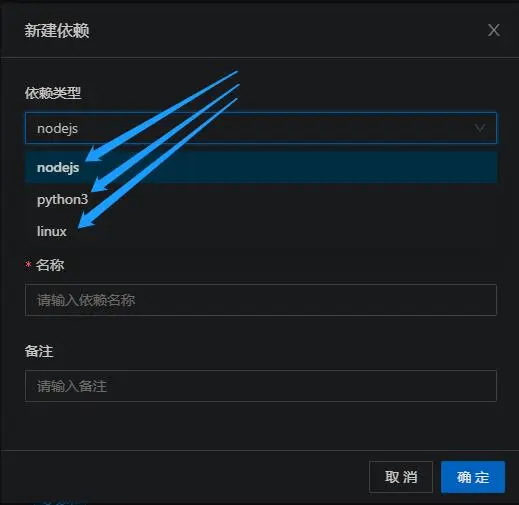 新建依赖
依赖类型
nodejs
nodejs
python3
linux
* 名称
请输入依赖名称
备注
请输入备注
取 消
确 定